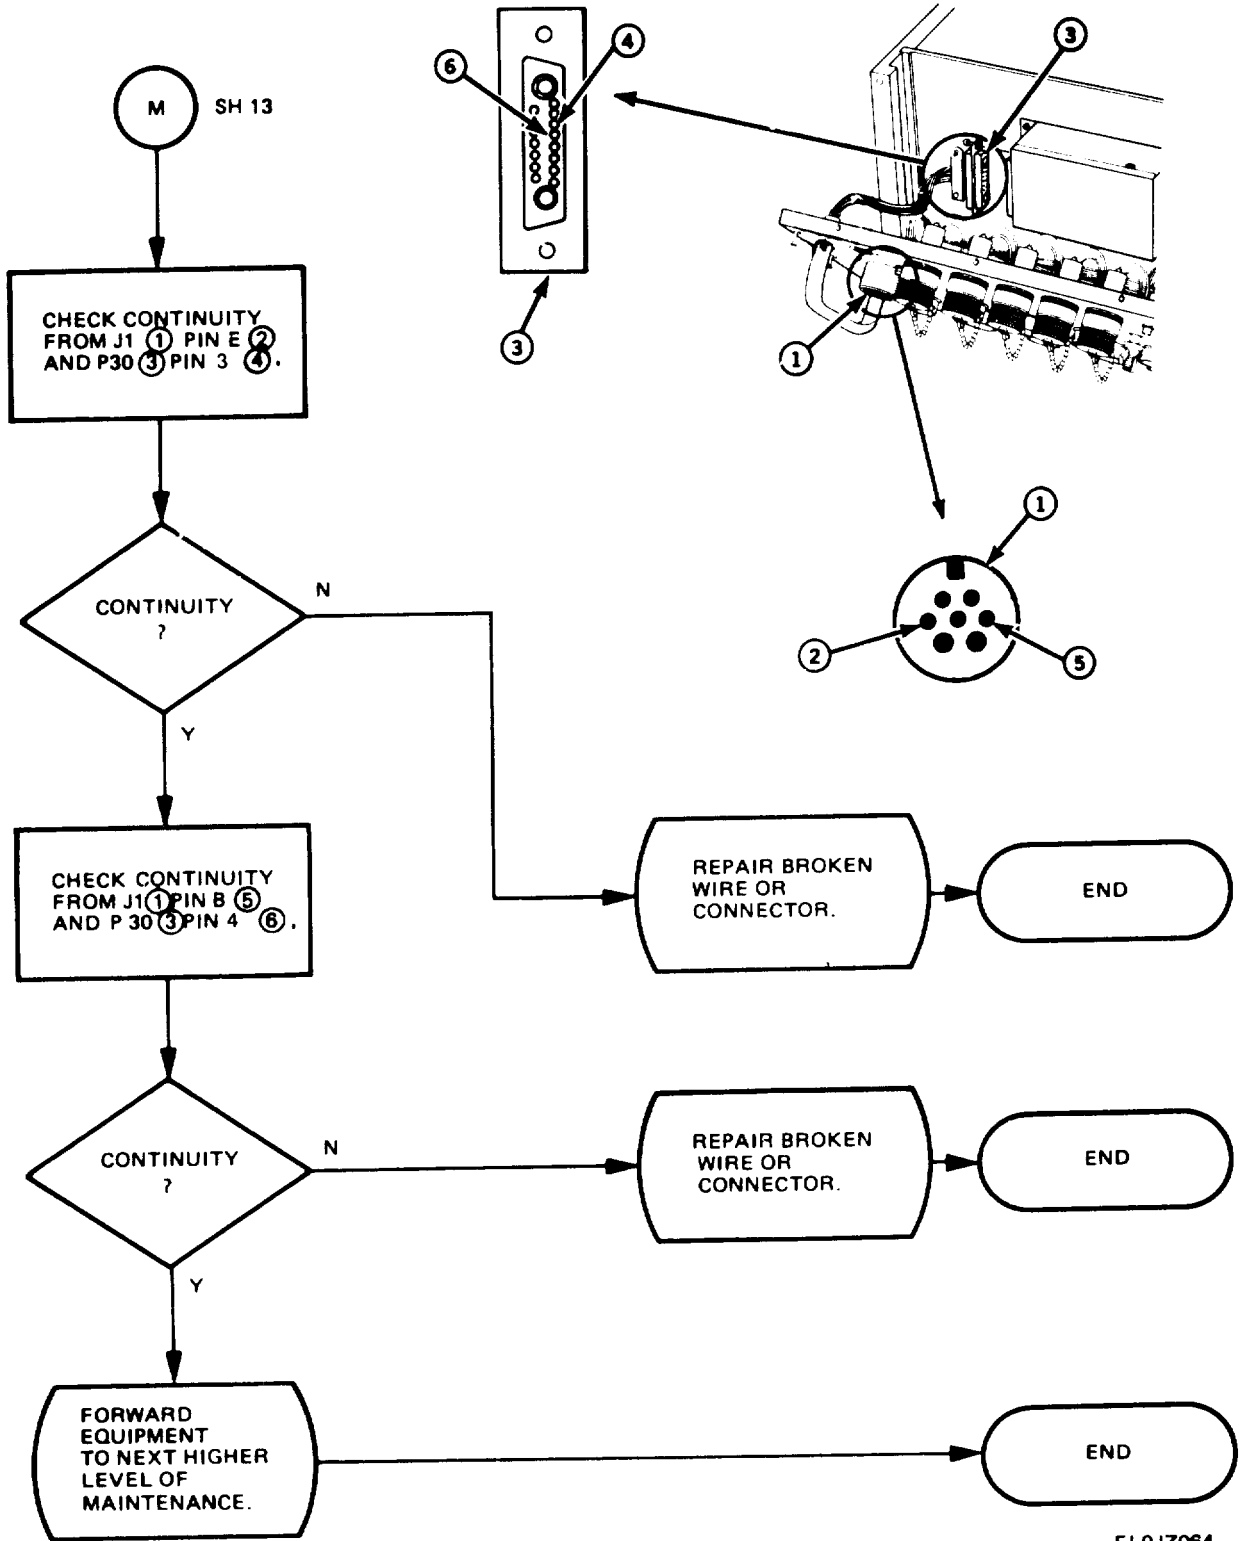 M SH 13
6
4
3
3
1
CHECK CONTINUITY
FROM J1 1 PIN E 2
AND P30 3 PIN 3 4.
1
2
5
CONTINUITY
?
N
Y
CHECK CONTINUITY
FROM J1 1 PIN B 5
AND P 30 3 PIN 4 6.
REPAIR BROKEN
WIRE OR
CONNECTOR.
END
CONTINUITY
?
N
Y
REPAIR BROKEN
WIRE OR
CONNECTOR.
END
FORWARD
EQUIPMENT
TO NEXT HIGHER
LEVEL OF
MAINTENANCE.
END